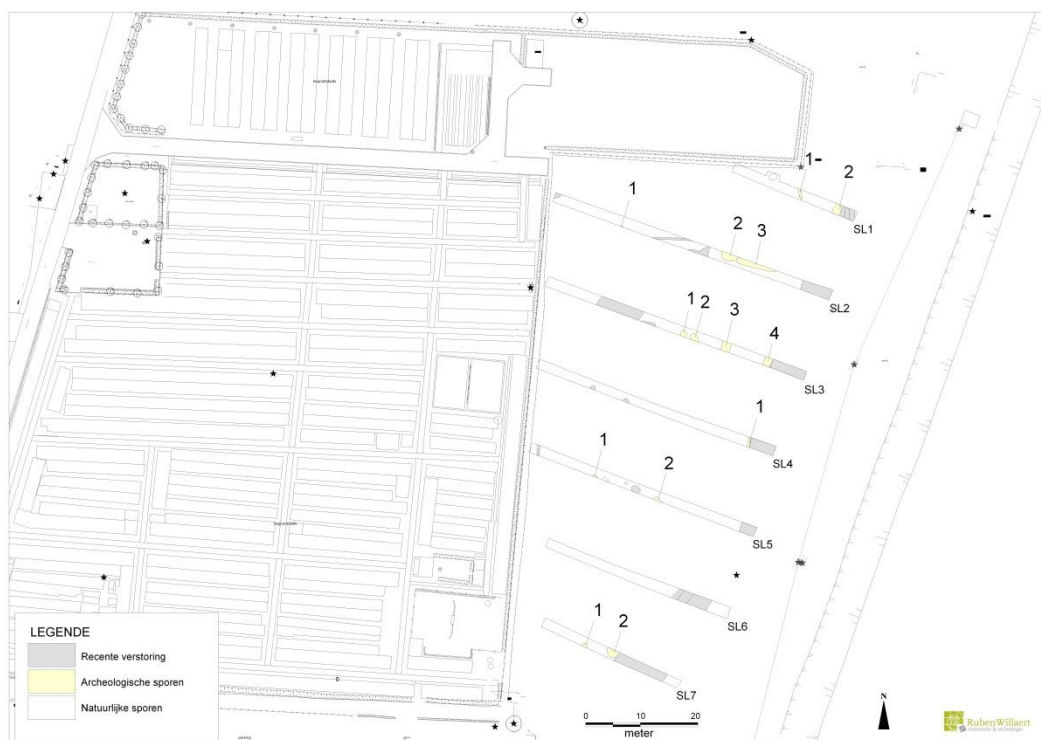 1 2
SL1
1 2 3
SL2
1 2 3 4
SL3
1
SL4
1 2
SL5
SL6
1 2
SL7
LEGENDE
Recente verstoring
Archeologische sporen
Natuurlijke sporen
0 10 20
meter
N
RubenWillaert